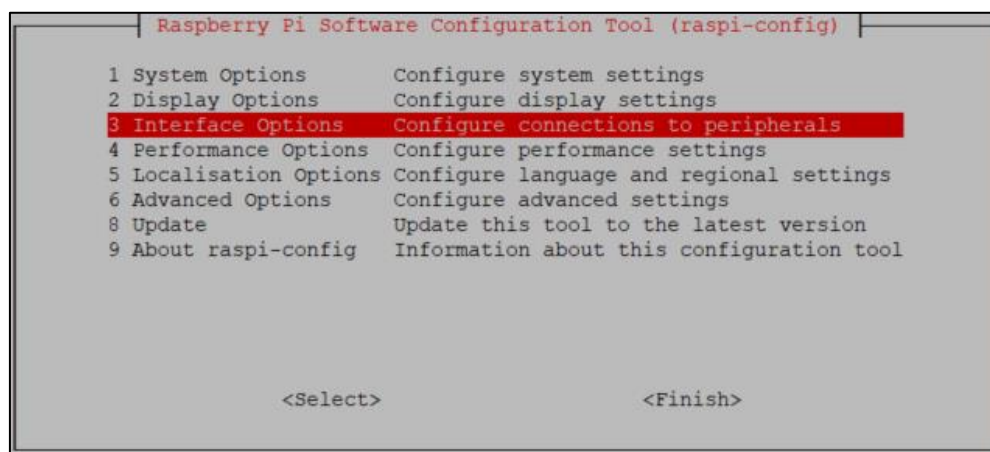 Raspberry Pi Software Configuration Tool (raspi-config)
1 System Options Configure system settings
2 Display Options Configure display settings
3 Interface Options Configure connections to peripherals
4 Performance Options Configure performance settings
5 Localisation Options Configure language and regional settings
6 Advanced Options Configure advanced settings
8 Update Update this tool to the latest version
9 About raspi-config Information about this configuration tool
<Select> <Finish>